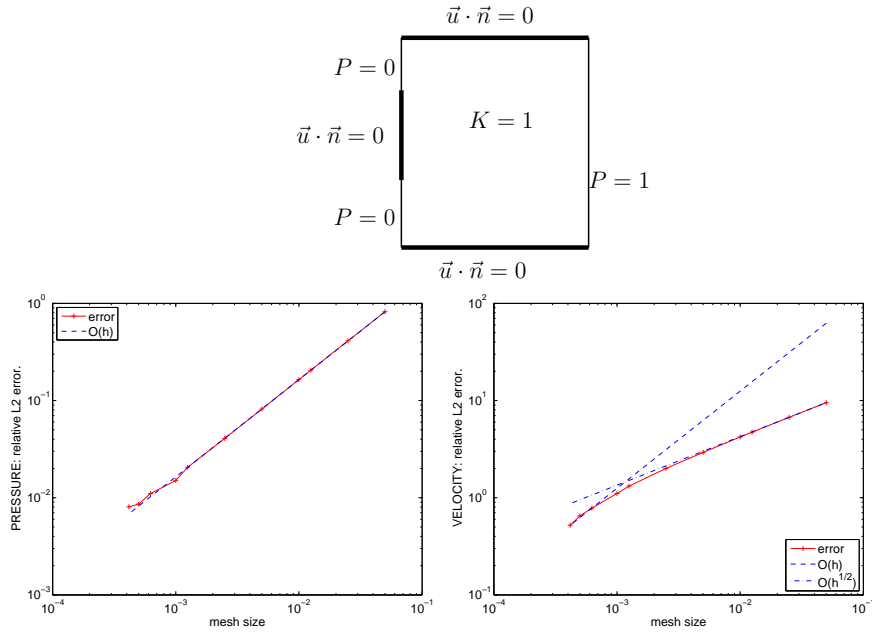 u⃗ · n⃗ = 0
P = 0
K = 1
u⃗ · n⃗ = 0
P = 1
P = 0
u⃗ · n⃗ = 0
10^0
10^-1
10^-2
10^-3
10^-4
10^-3
10^-2
10^-1
PRESSURE: relative L2 error.
mesh size
error
O(h)
10^2
10^1
10^0
10^-1
10^-4
10^-3
10^-2
10^-1
VELOCITY: relative L2 error.
mesh size
error
O(h)
O(h^1/2)